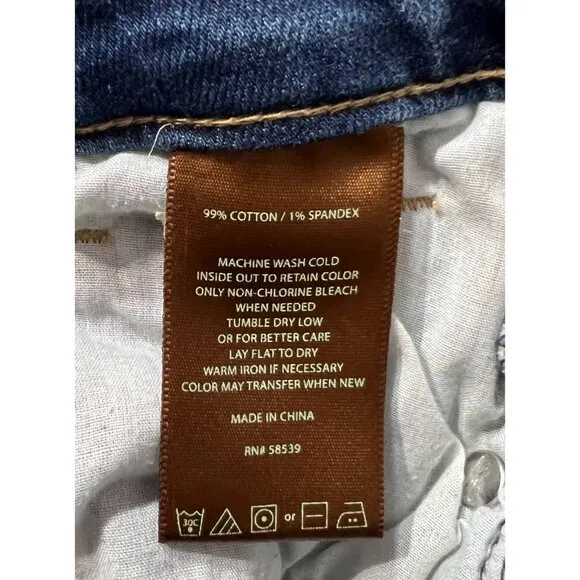 99% COTTON / 1% SPANDEX
MACHINE WASH COLD
INSIDE OUT TO RETAIN COLOR
ONLY NON-CHLORINE BLEACH
WHEN NEEDED
TUMBLE DRY LOW
OR FOR BETTER CARE
LAY FLAT TO DRY
WARM IRON IF NECESSARY
COLOR MAY TRANSFER WHEN NEW
MADE IN CHINA
RN# 58539
30C or